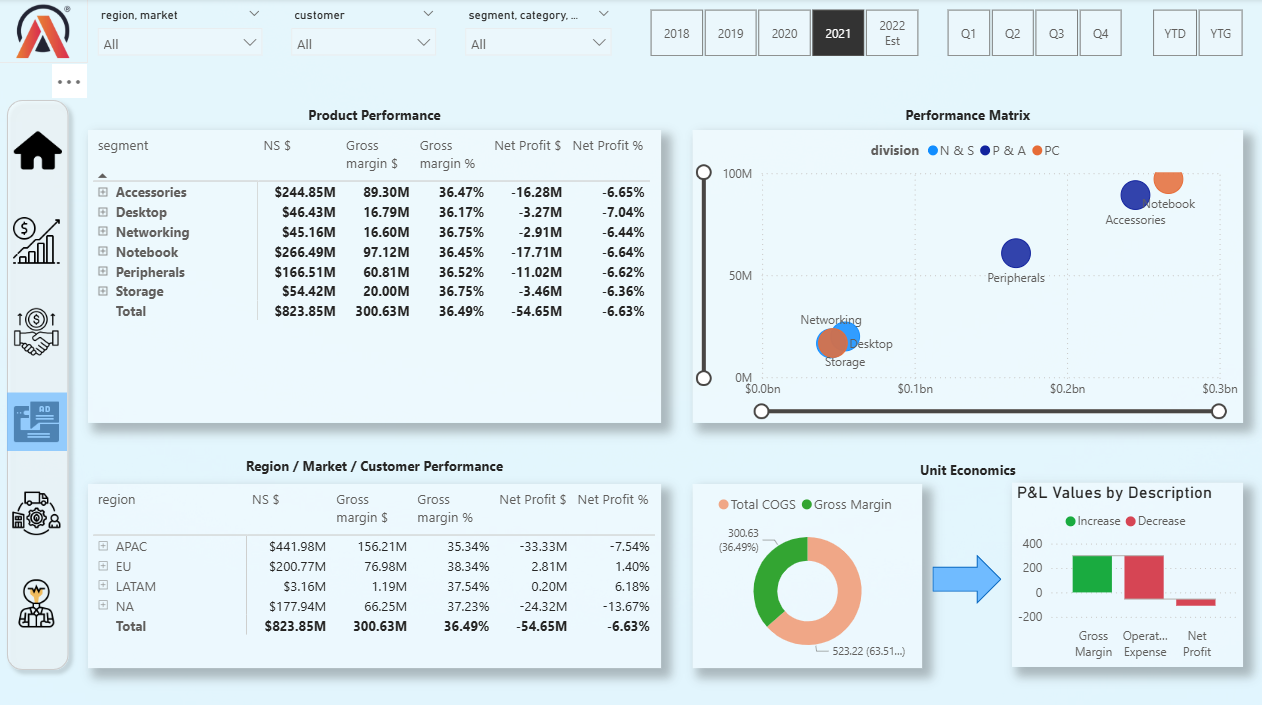 region, market
customer
segment, category, ...
All
All
All
2018
2019
2020
2021
2022
Est
Q1
Q2
Q3
Q4
YTD
YTG
®
Product Performance
segment NS $ Gross margin $ Gross margin % Net Profit $ Net Profit %
Accessories $244.85M 89.30M 36.47% -16.28M -6.65%
Desktop $46.43M 16.79M 36.17% -3.27M -7.04%
Networking $45.16M 16.60M 36.75% -2.91M -6.44%
Notebook $266.49M 97.12M 36.45% -17.71M -6.64%
Peripherals $166.51M 60.81M 36.52% -11.02M -6.62%
Storage $54.42M 20.00M 36.75% -3.46M -6.36%
Total $823.85M 300.63M 36.49% -54.65M -6.63%
Performance Matrix
division N & S P & A PC
100M
50M
0M
Notebook
Accessories
Peripherals
Networking
Desktop
Storage
$0.0bn $0.1bn $0.2bn $0.3bn
AD
Region / Market / Customer Performance
region NS $ Gross margin $ Gross margin % Net Profit $ Net Profit %
APAC $441.98M 156.21M 35.34% -33.33M -7.54%
EU $200.77M 76.98M 38.34% 2.81M 1.40%
LATAM $3.16M 1.19M 37.54% 0.20M 6.18%
NA $177.94M 66.25M 37.23% -24.32M -13.67%
Total $823.85M 300.63M 36.49% -54.65M -6.63%
Unit Economics
Total COGS Gross Margin
300.63
(36.49%)
523.22 (63.51...)
P&L Values by Description
Increase Decrease
400
200
0
-200
Gross
Margin
Operat...
Expense
Net
Profit